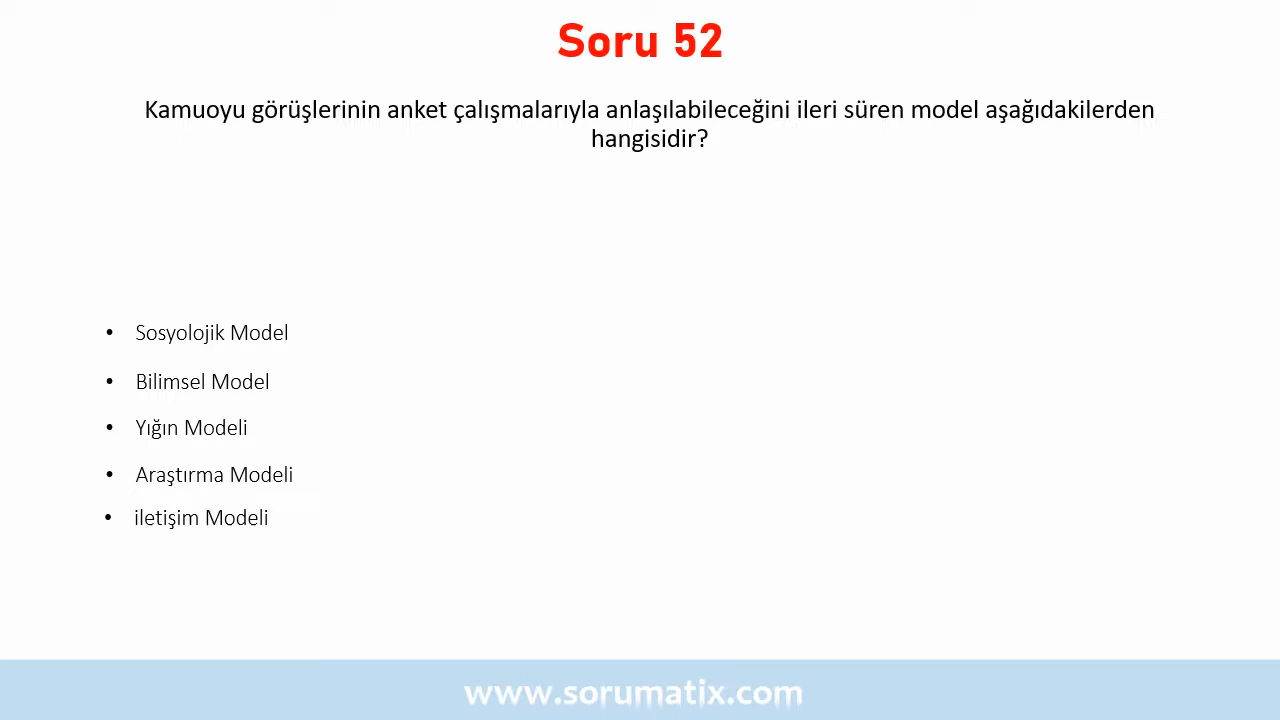 Soru 52
Kamuoyu görüşlerinin anket çalışmalarıyla anlaşılabileceğini ileri süren model aşağıdakilerden
hangisidir?
• Sosyolojik Model
• Bilimsel Model
• Yığın Modeli
• Araştırma Modeli
• iletişim Modeli
www.sorumatix.com